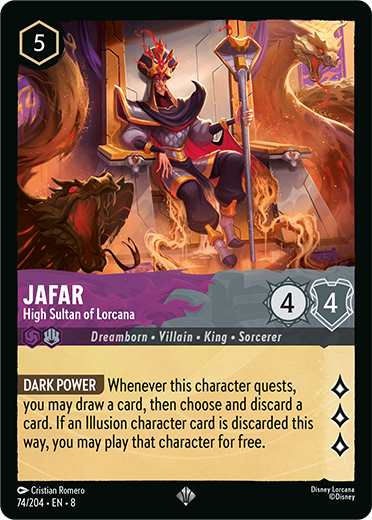 5
JAFAR
High Sultan of Lorcana
4 4
Dreamborn • Villain • King • Sorcerer
DARK POWER Whenever this character quests,
you may draw a card, then choose and discard a
card. If an Illusion character card is discarded this
way, you may play that character for free.
Cristian Romero
74/204 • EN • 8
Disney Lorcana
©Disney